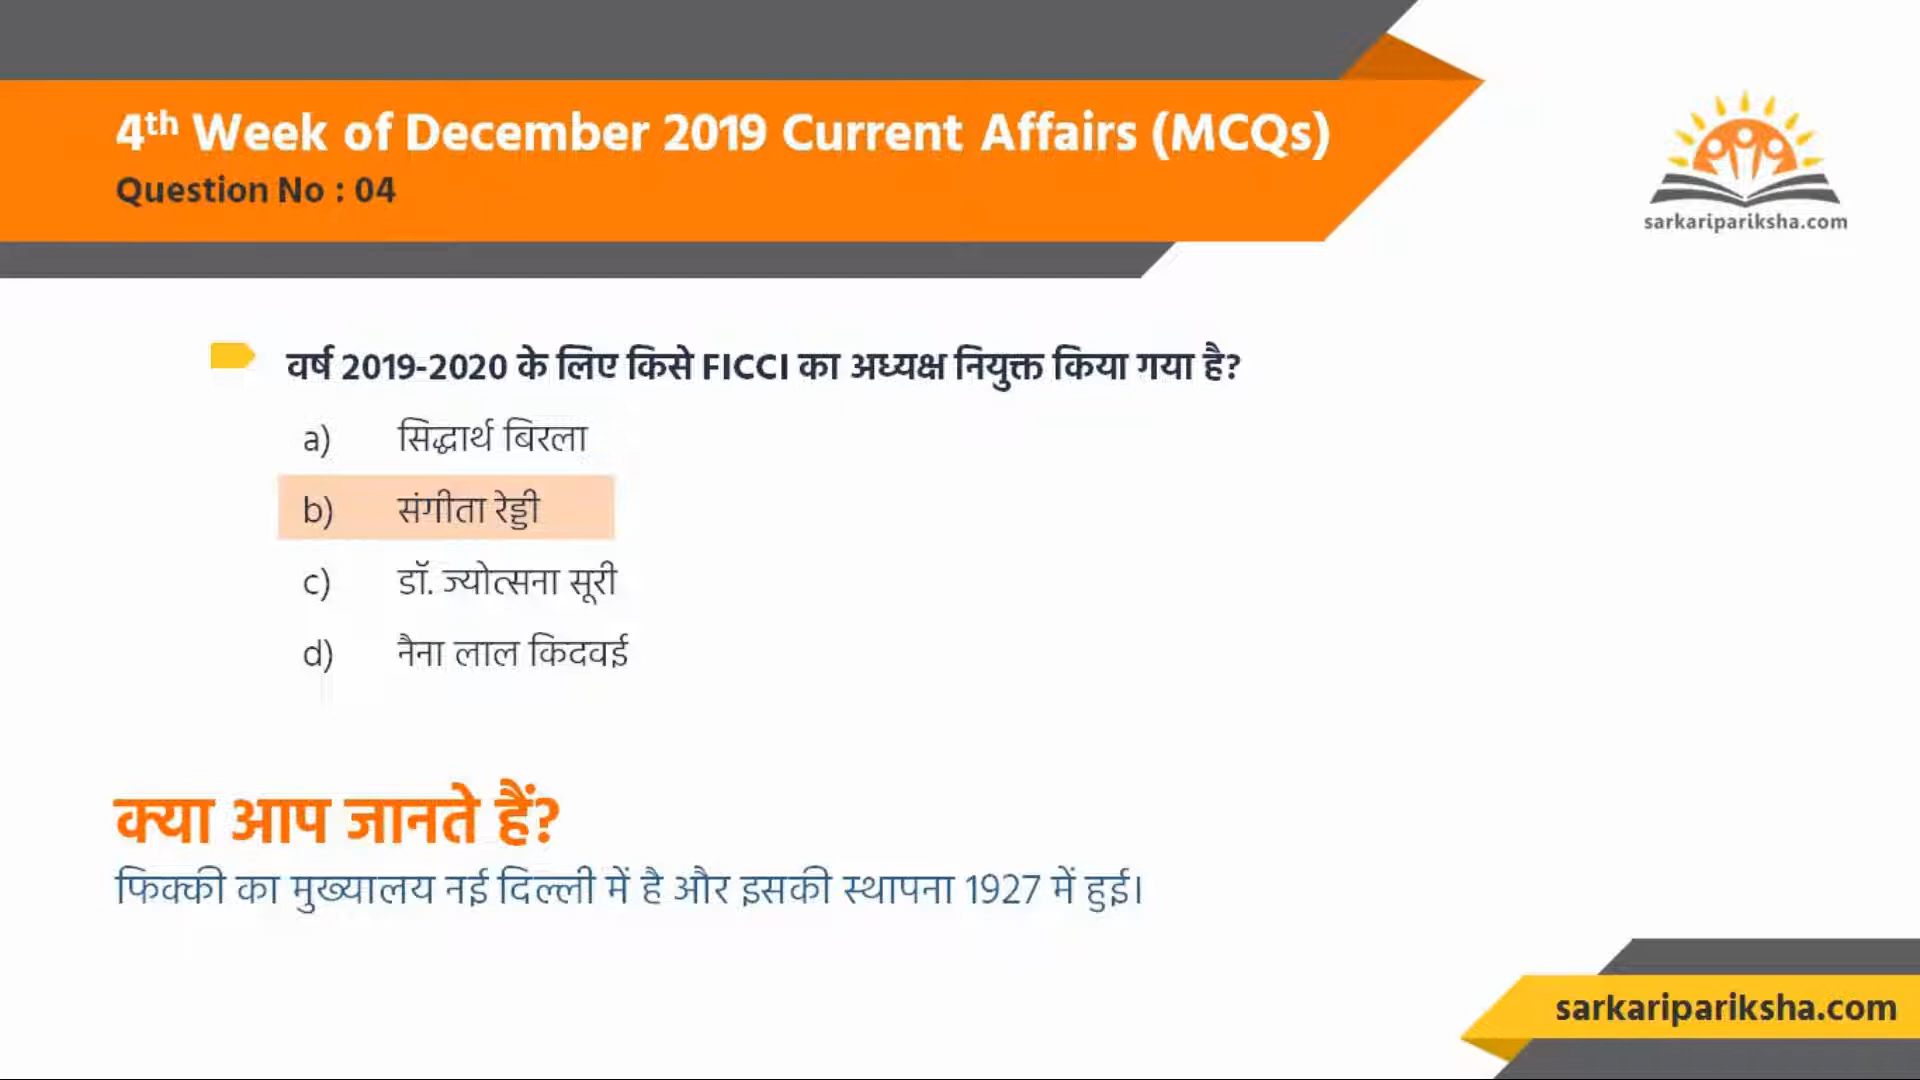 4th Week of December 2019 Current Affairs (MCQs)
Question No : 04
sarkaripariksha.com
वर्ष 2019-2020 के लिए किसे FICCI का अध्यक्ष नियुक्त किया गया है?
a) सिद्धार्थ बिरला
b) संगीता रेड्डी
c) डॉ. ज्योत्सना सूरी
d) नैना लाल किदवई
क्या आप जानते हैं?
फिक्की का मुख्यालय नई दिल्ली में है और इसकी स्थापना 1927 में हुई।
sarkaripariksha.com